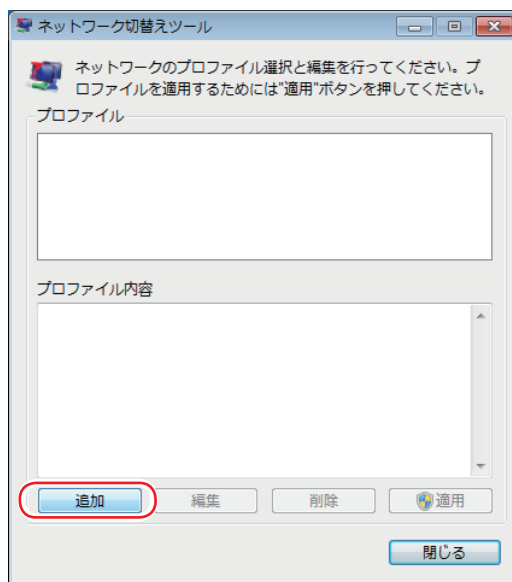 ネットワーク切替えツール
ネットワークのプロファイル選択と編集を行ってください。プ
ロファイルを適用するためには"適用"ボタンを押してください。
プロファイル
プロファイル内容
追加 編集 削除 適用
閉じる